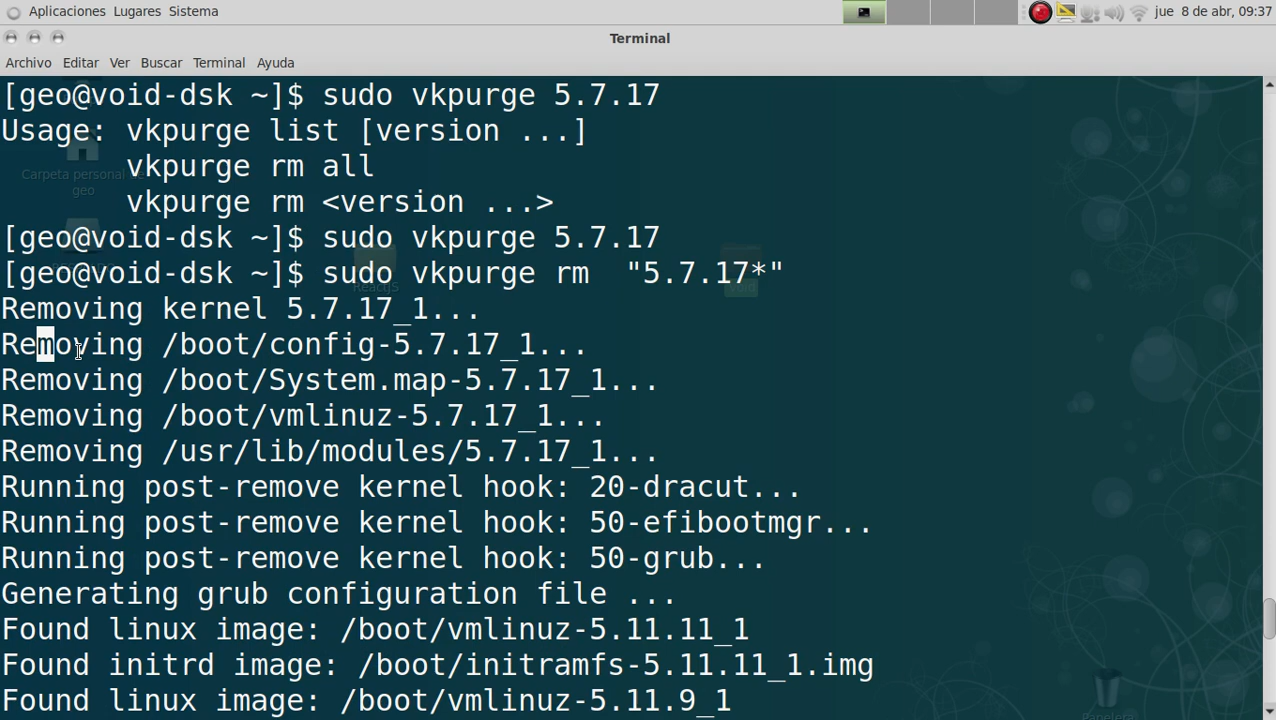 Aplicaciones Lugares Sistema
jue 8 de abr, 09:37
Terminal
Archivo Editar Ver Buscar Terminal Ayuda
[geo@void-dsk ~]$ sudo vkpurge 5.7.17
Usage: vkpurge list [version ...]
vkpurge rm all
vkpurge rm <version ...>
[geo@void-dsk ~]$ sudo vkpurge 5.7.17
[geo@void-dsk ~]$ sudo vkpurge rm  "5.7.17*"
Removing kernel 5.7.17_1...
Removing /boot/config-5.7.17_1...
Removing /boot/System.map-5.7.17_1...
Removing /boot/vmlinuz-5.7.17_1...
Removing /usr/lib/modules/5.7.17_1...
Running post-remove kernel hook: 20-dracut...
Running post-remove kernel hook: 50-efibootmgr...
Running post-remove kernel hook: 50-grub...
Generating grub configuration file ...
Found linux image: /boot/vmlinuz-5.11.11_1
Found initrd image: /boot/initramfs-5.11.11_1.img
Found linux image: /boot/vmlinuz-5.11.9_1
Carpeta personal de
geo
ReactJS
Papelera